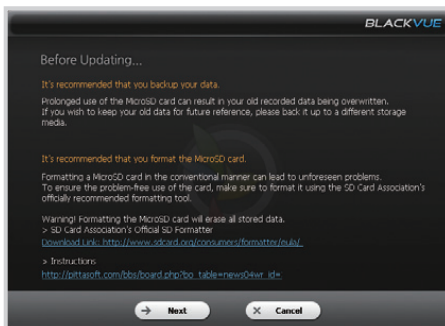 BLACKVUE
Before Updating...
It's recommended that you backup your data.
Prolonged use of the MicroSD card can result in your old recorded data being overwritten.
If you wish to keep your old data for future reference, please back it up to a different storage
media.
It's recommended that you format the MicroSD card.
Formatting a MicroSD card in the conventional manner can lead to unforeseen problems.
To ensure the problem-free use of the card, make sure to format it using the SD Card Association's
officially recommended formatting tool.
Warning! Formatting the MicroSD card will erase all stored data.
> SD Card Association's Official SD Formatter
Download Link: http://www.sdcard.org/consumers/formatter/eula/
» Instructions
http://pittasoft.com/bbs/board.php?bo_table=news04wr_id=
Next
Cancel